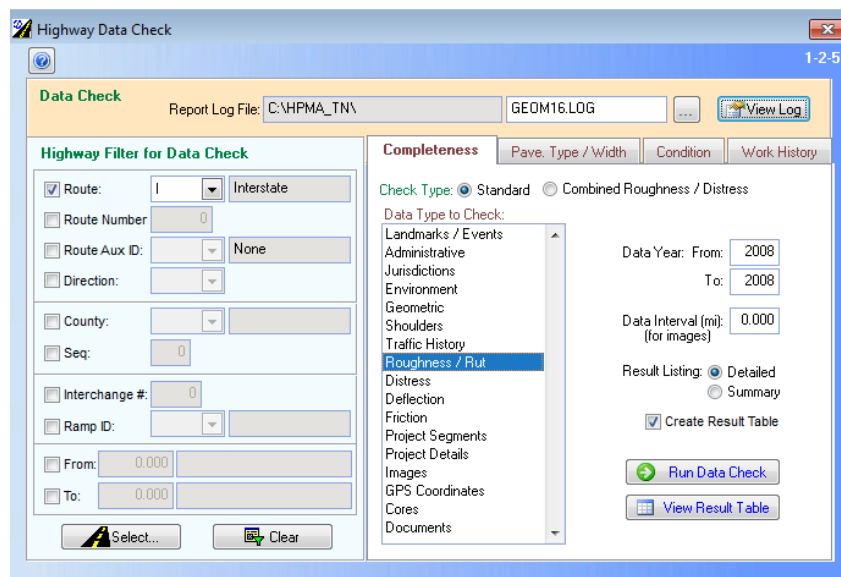 Highway Data Check
1-2-5
Data Check
Report Log File: C:\HPMA_TN\ GEOM16.LOG ... View Log
Highway Filter for Data Check
Route: I Interstate
Route Number 0
Route Aux ID: None
Direction:
County:
Seq: 0
Interchange #: 0
Ramp ID:
From: 0.000
To: 0.000
Select... Clear
Completeness Pave. Type / Width Condition Work History
Check Type: Standard Combined Roughness / Distress
Data Type to Check:
Landmarks / Events
Administrative
Jurisdictions
Environment
Geometric
Shoulders
Traffic History
Roughness / Rut
Distress
Deflection
Friction
Project Segments
Project Details
Images
GPS Coordinates
Cores
Documents
Data Year: From: 2008
To: 2008
Data Interval (mi): 0.000
(for images)
Result Listing: Detailed
Summary
Create Result Table
Run Data Check
View Result Table